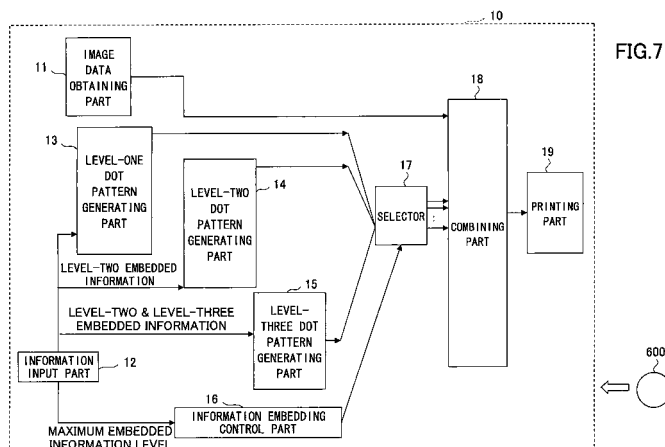 10
FIG.7
IMAGE
DATA
OBTAINING
PART
11
18
COMBINING
PART
13
LEVEL-ONE
DOT
PATTERN
GENERATING
PART
LEVEL-TWO
DOT
PATTERN
GENERATING
PART
14
17
SELECTOR
:
19
PRINTING
PART
LEVEL-TWO EMBEDDED
INFORMATION
15
LEVEL-
THREE DOT
PATTERN
GENERATING
PART
LEVEL-TWO & LEVEL-THREE
EMBEDDED INFORMATION
INFORMATION
INPUT PART
12
16
INFORMATION EMBEDDING
CONTROL PART
MAXIMUM EMBEDDED
INFORMATION LEVEL
600